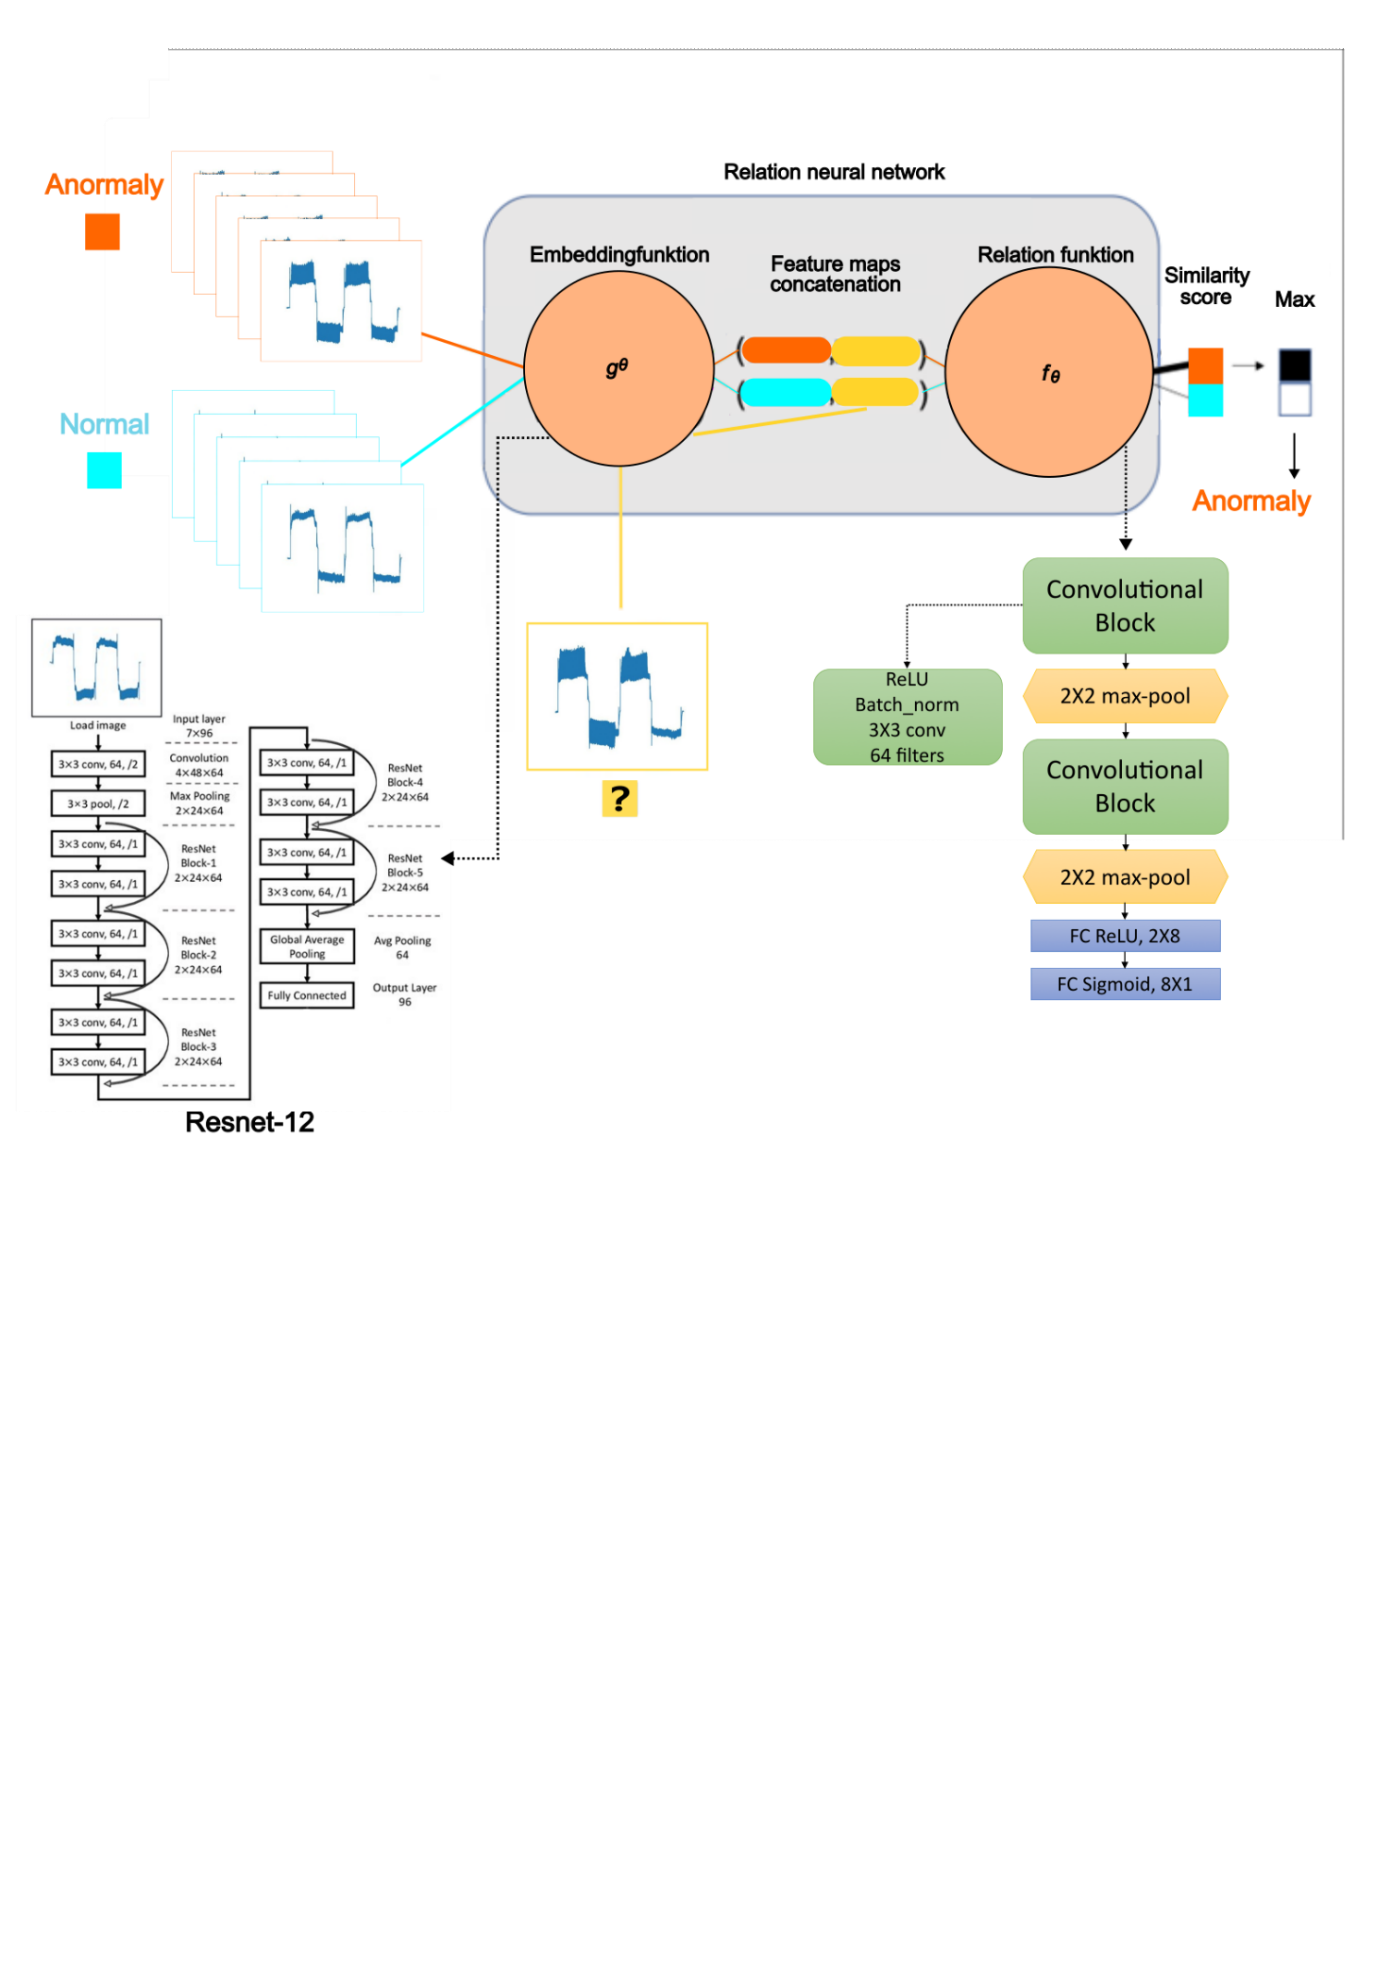 Relation neural network
Anormaly
Embeddingfunktion
Feature maps
concatenation
Relation funktion
Similarity
score
Max
gθ
( , )
fθ
( , )
Normal
Anormaly
Convolutional
Block
2X2 max-pool
Convolutional
Block
2X2 max-pool
FC ReLU, 2X8
FC Sigmoid, 8X1
ReLU
Batch_norm
3X3 conv
64 filters
?
Load image
3×3 conv, 64, /2
3×3 pool, /2
3×3 conv, 64, /1
3×3 conv, 64, /1
3×3 conv, 64, /1
3×3 conv, 64, /1
3×3 conv, 64, /1
3×3 conv, 64, /1
Input layer
7×96
Convolution
4×48×64
Max Pooling
2×24×64
ResNet
Block-1
2×24×64
ResNet
Block-2
2×24×64
ResNet
Block-3
2×24×64
3×3 conv, 64, /1
3×3 conv, 64, /1
3×3 conv, 64, /1
3×3 conv, 64, /1
Global Average
Pooling
Fully Connected
ResNet
Block-4
2×24×64
ResNet
Block-5
2×24×64
Avg Pooling
64
Output Layer
96
Resnet-12